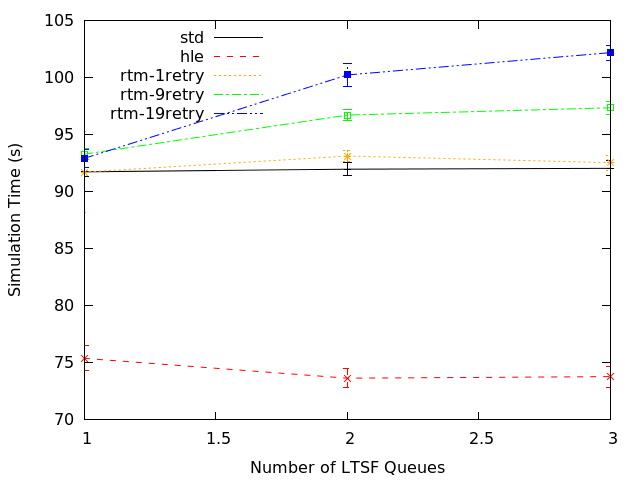 105
100
95
90
85
80
75
70
Simulation Time (s)
std
hle
rtm-1retry
rtm-9retry
rtm-19retry
1 1.5 2 2.5 3
Number of LTSF Queues